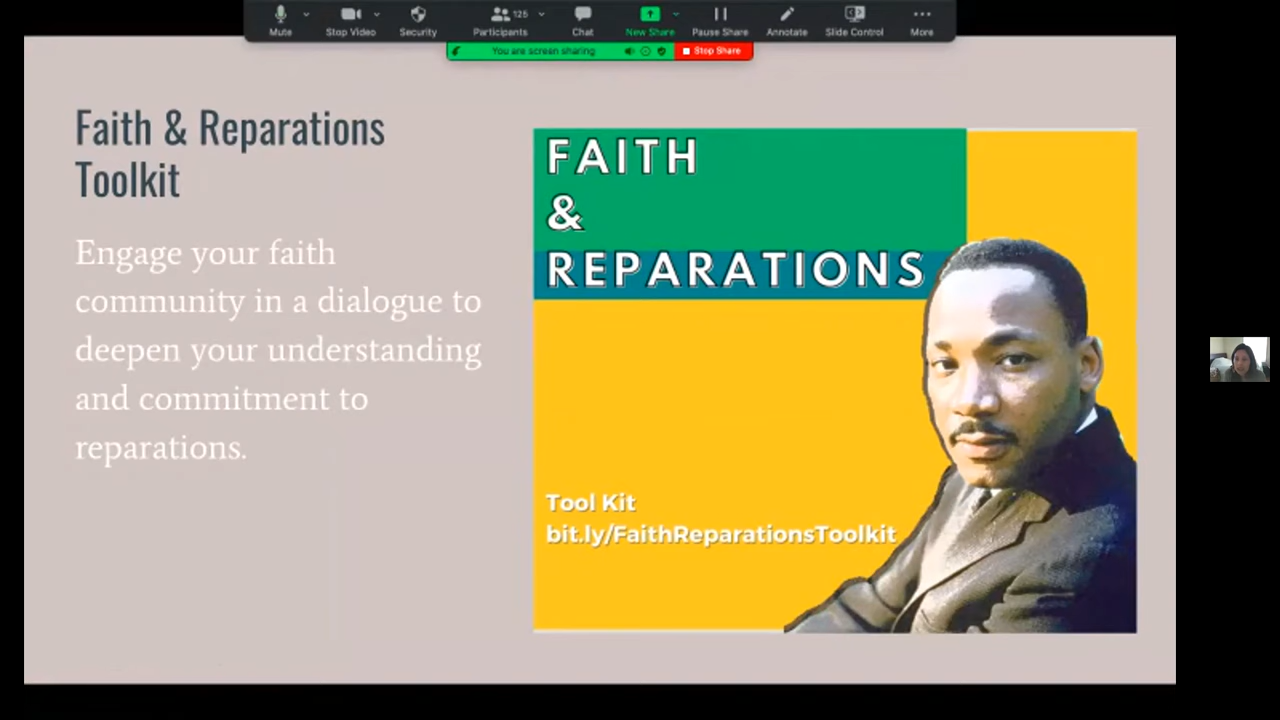 125
Mute
Stop Video
Security
Participants
Chat
New Share
Pause Share
Annotate
Slide Control
More
You are screen sharing
Stop Share
Faith & Reparations
Toolkit
Engage your faith
community in a dialogue to
deepen your understanding
and commitment to
reparations.
FAITH
&
REPARATIONS
Tool Kit
bit.ly/FaithReparationsToolkit